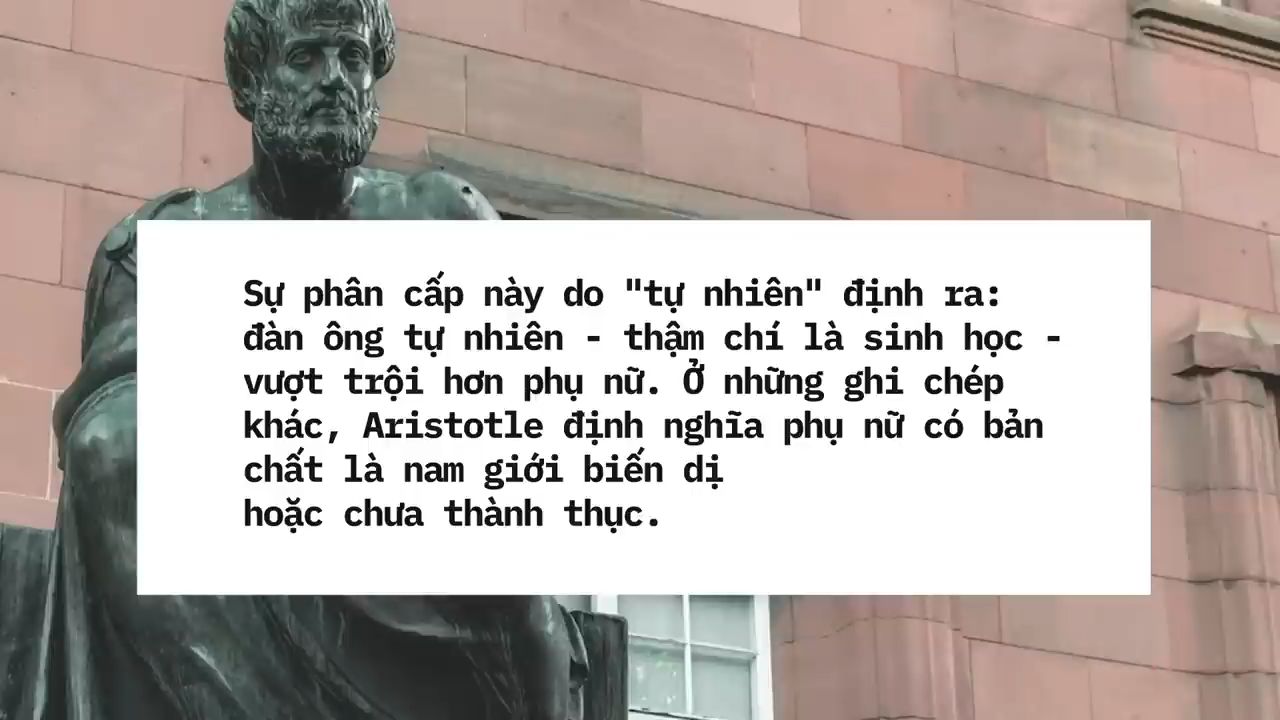 Sự phân cấp này do "tự nhiên" định ra:
đàn ông tự nhiên - thậm chí là sinh học -
vượt trội hơn phụ nữ. Ở những ghi chép
khác, Aristotle định nghĩa phụ nữ có bản
chất là nam giới biến dị
hoặc chưa thành thục.